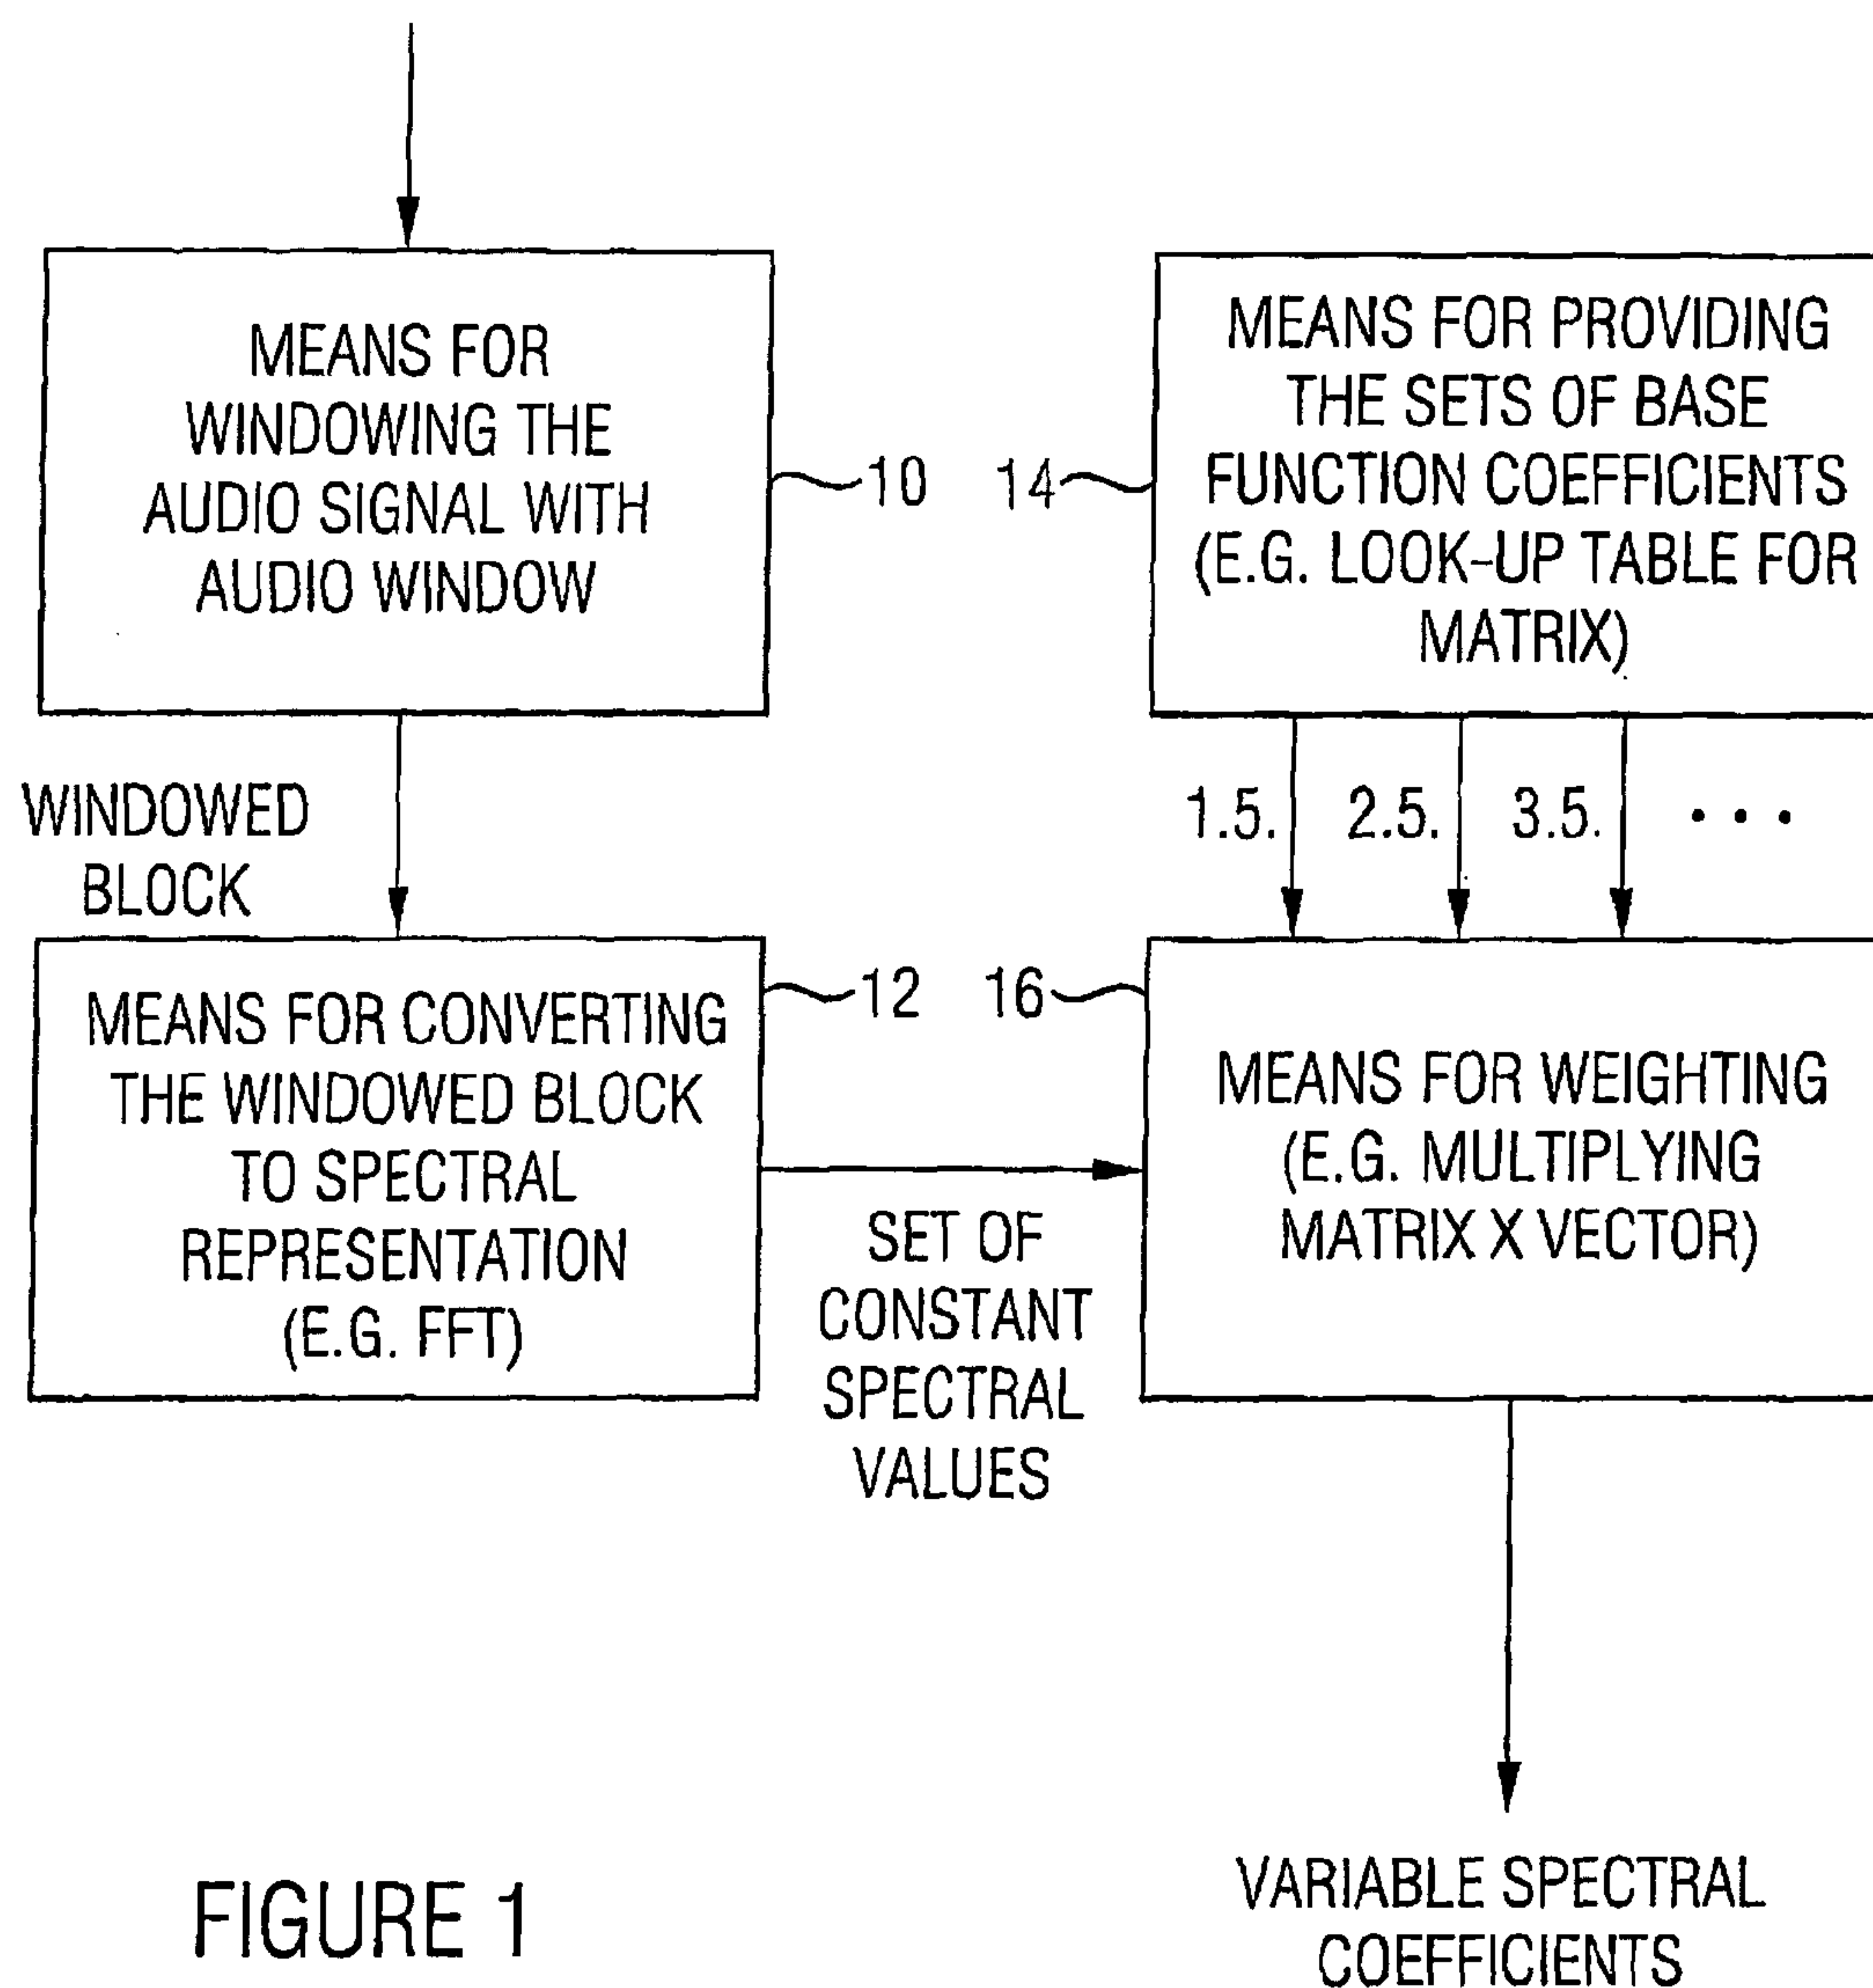 MEANS FOR
WINDOWING THE
AUDIO SIGNAL WITH
AUDIO WINDOW
10
14
MEANS FOR PROVIDING
THE SETS OF BASE
FUNCTION COEFFICIENTS
(E.G. LOOK-UP TABLE FOR
MATRIX)
WINDOWED
BLOCK
1.5. 2.5. 3.5. • • •
MEANS FOR CONVERTING
THE WINDOWED BLOCK
TO SPECTRAL
REPRESENTATION
(E.G. FFT)
12
16
MEANS FOR WEIGHTING
(E.G. MULTIPLYING
MATRIX X VECTOR)
SET OF
CONSTANT
SPECTRAL
VALUES
VARIABLE SPECTRAL
COEFFICIENTS
FIGURE 1